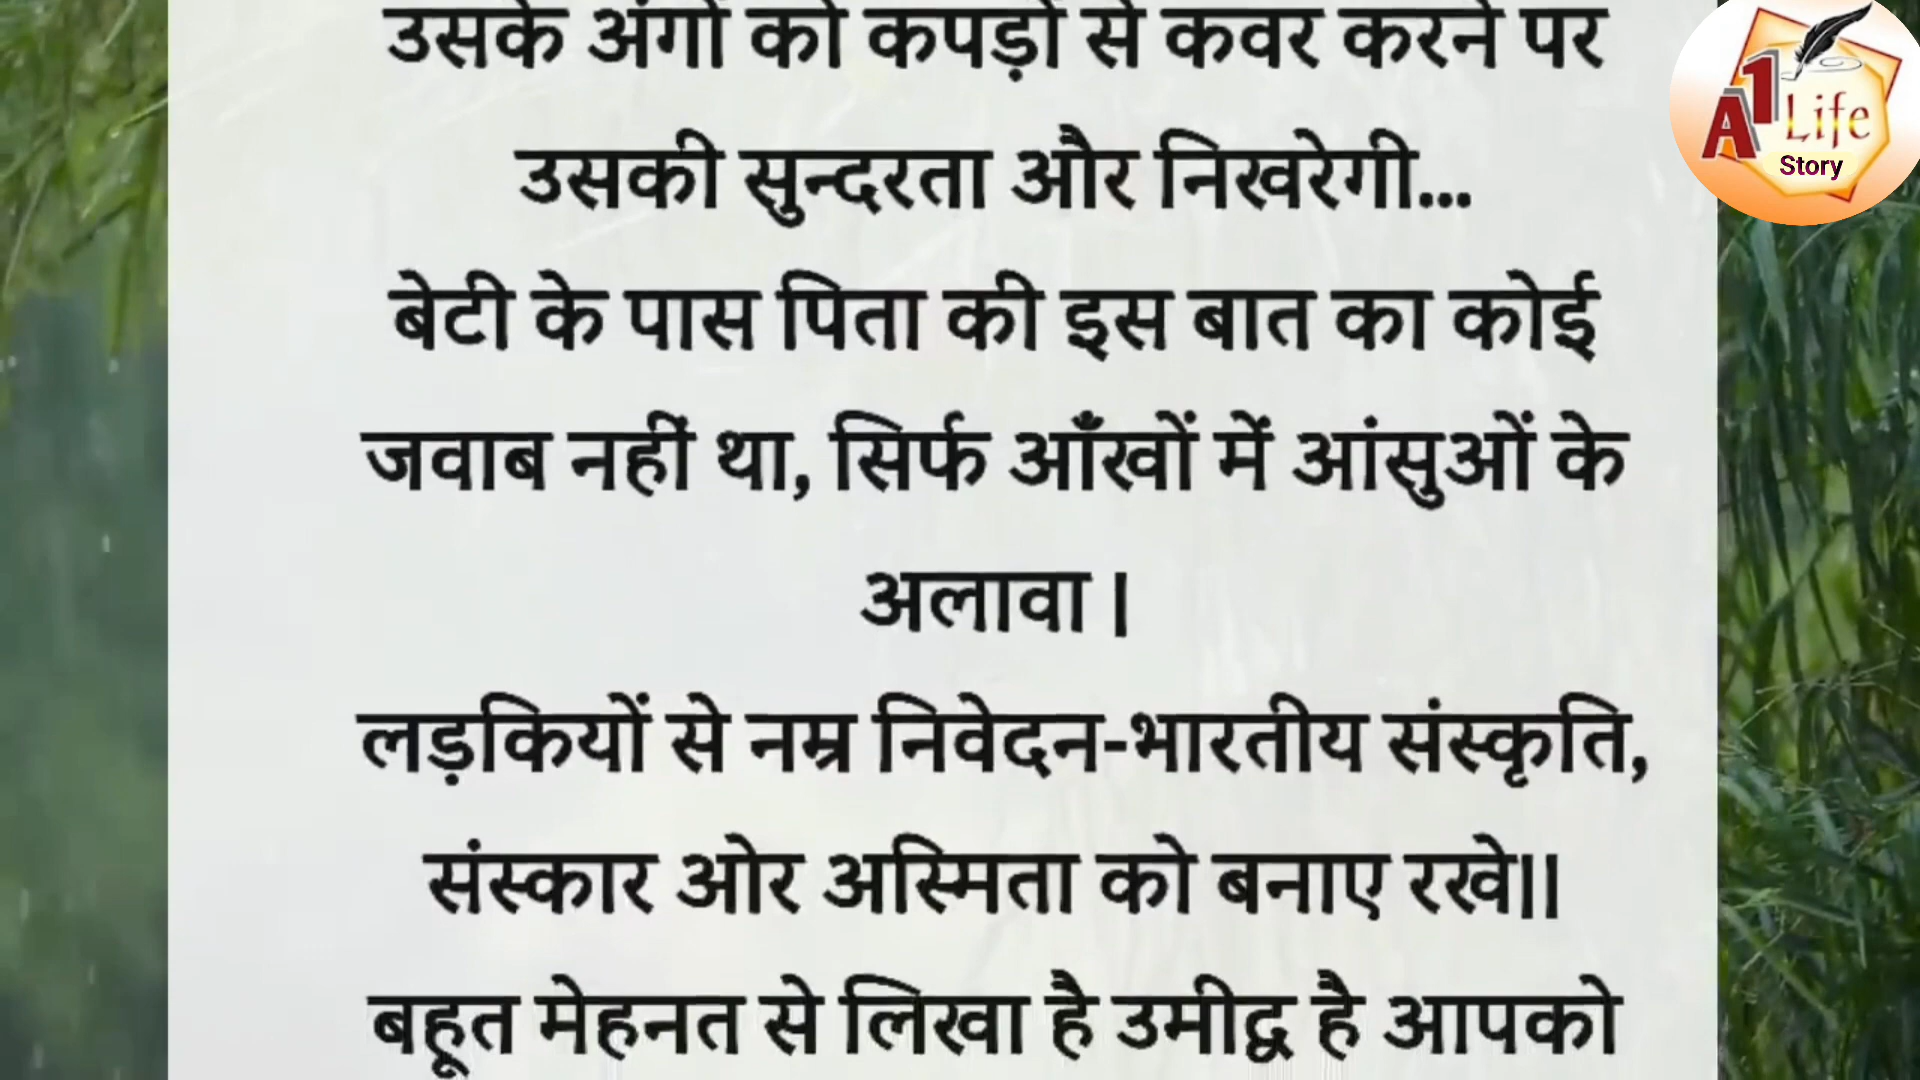 उसके अंगों को कपड़ों से कवर करने पर
उसकी सुन्दरता और निखरेगी...
बेटी के पास पिता की इस बात का कोई
जवाब नहीं था, सिर्फ आँखों में आंसुओं के
अलावा।
लड़कियों से नम्र निवेदन-भारतीय संस्कृति,
संस्कार ओर अस्मिता को बनाए रखे॥
बहूत मेहनत से लिखा है उमीद्व है आपको
A1 Life
Story